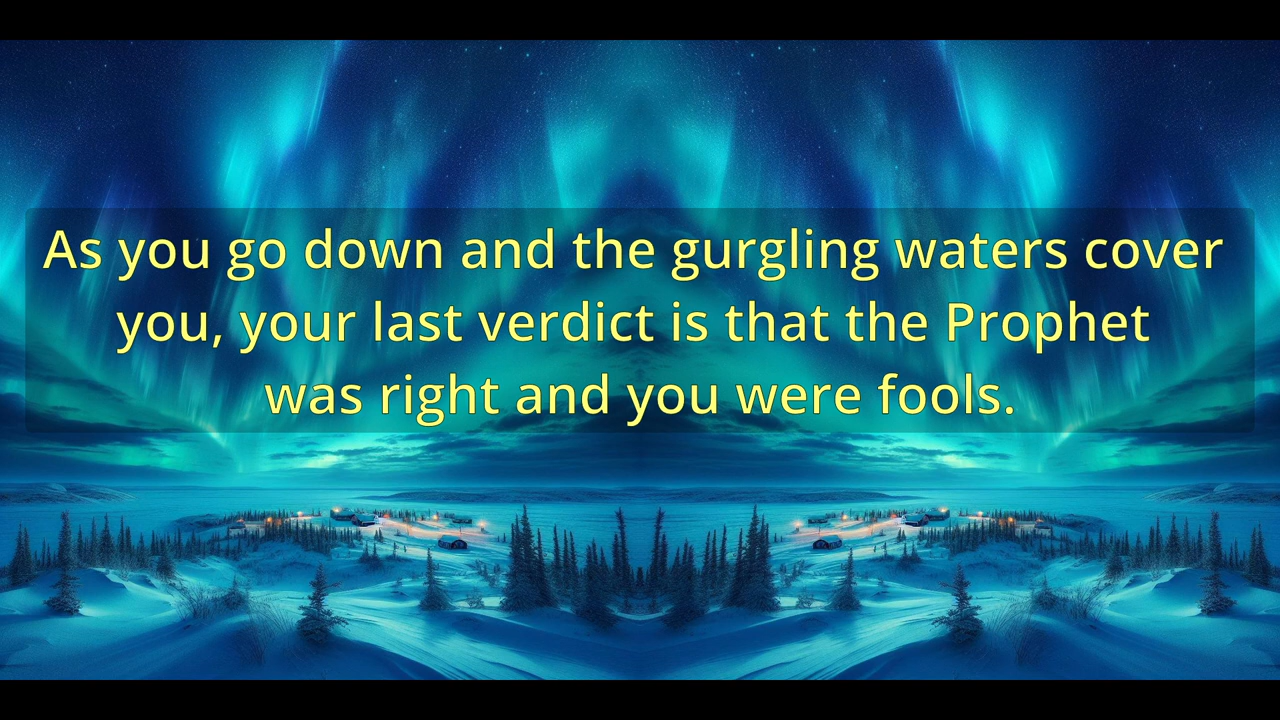 As you go down and the gurgling waters cover
you, your last verdict is that the Prophet
was right and you were fools.